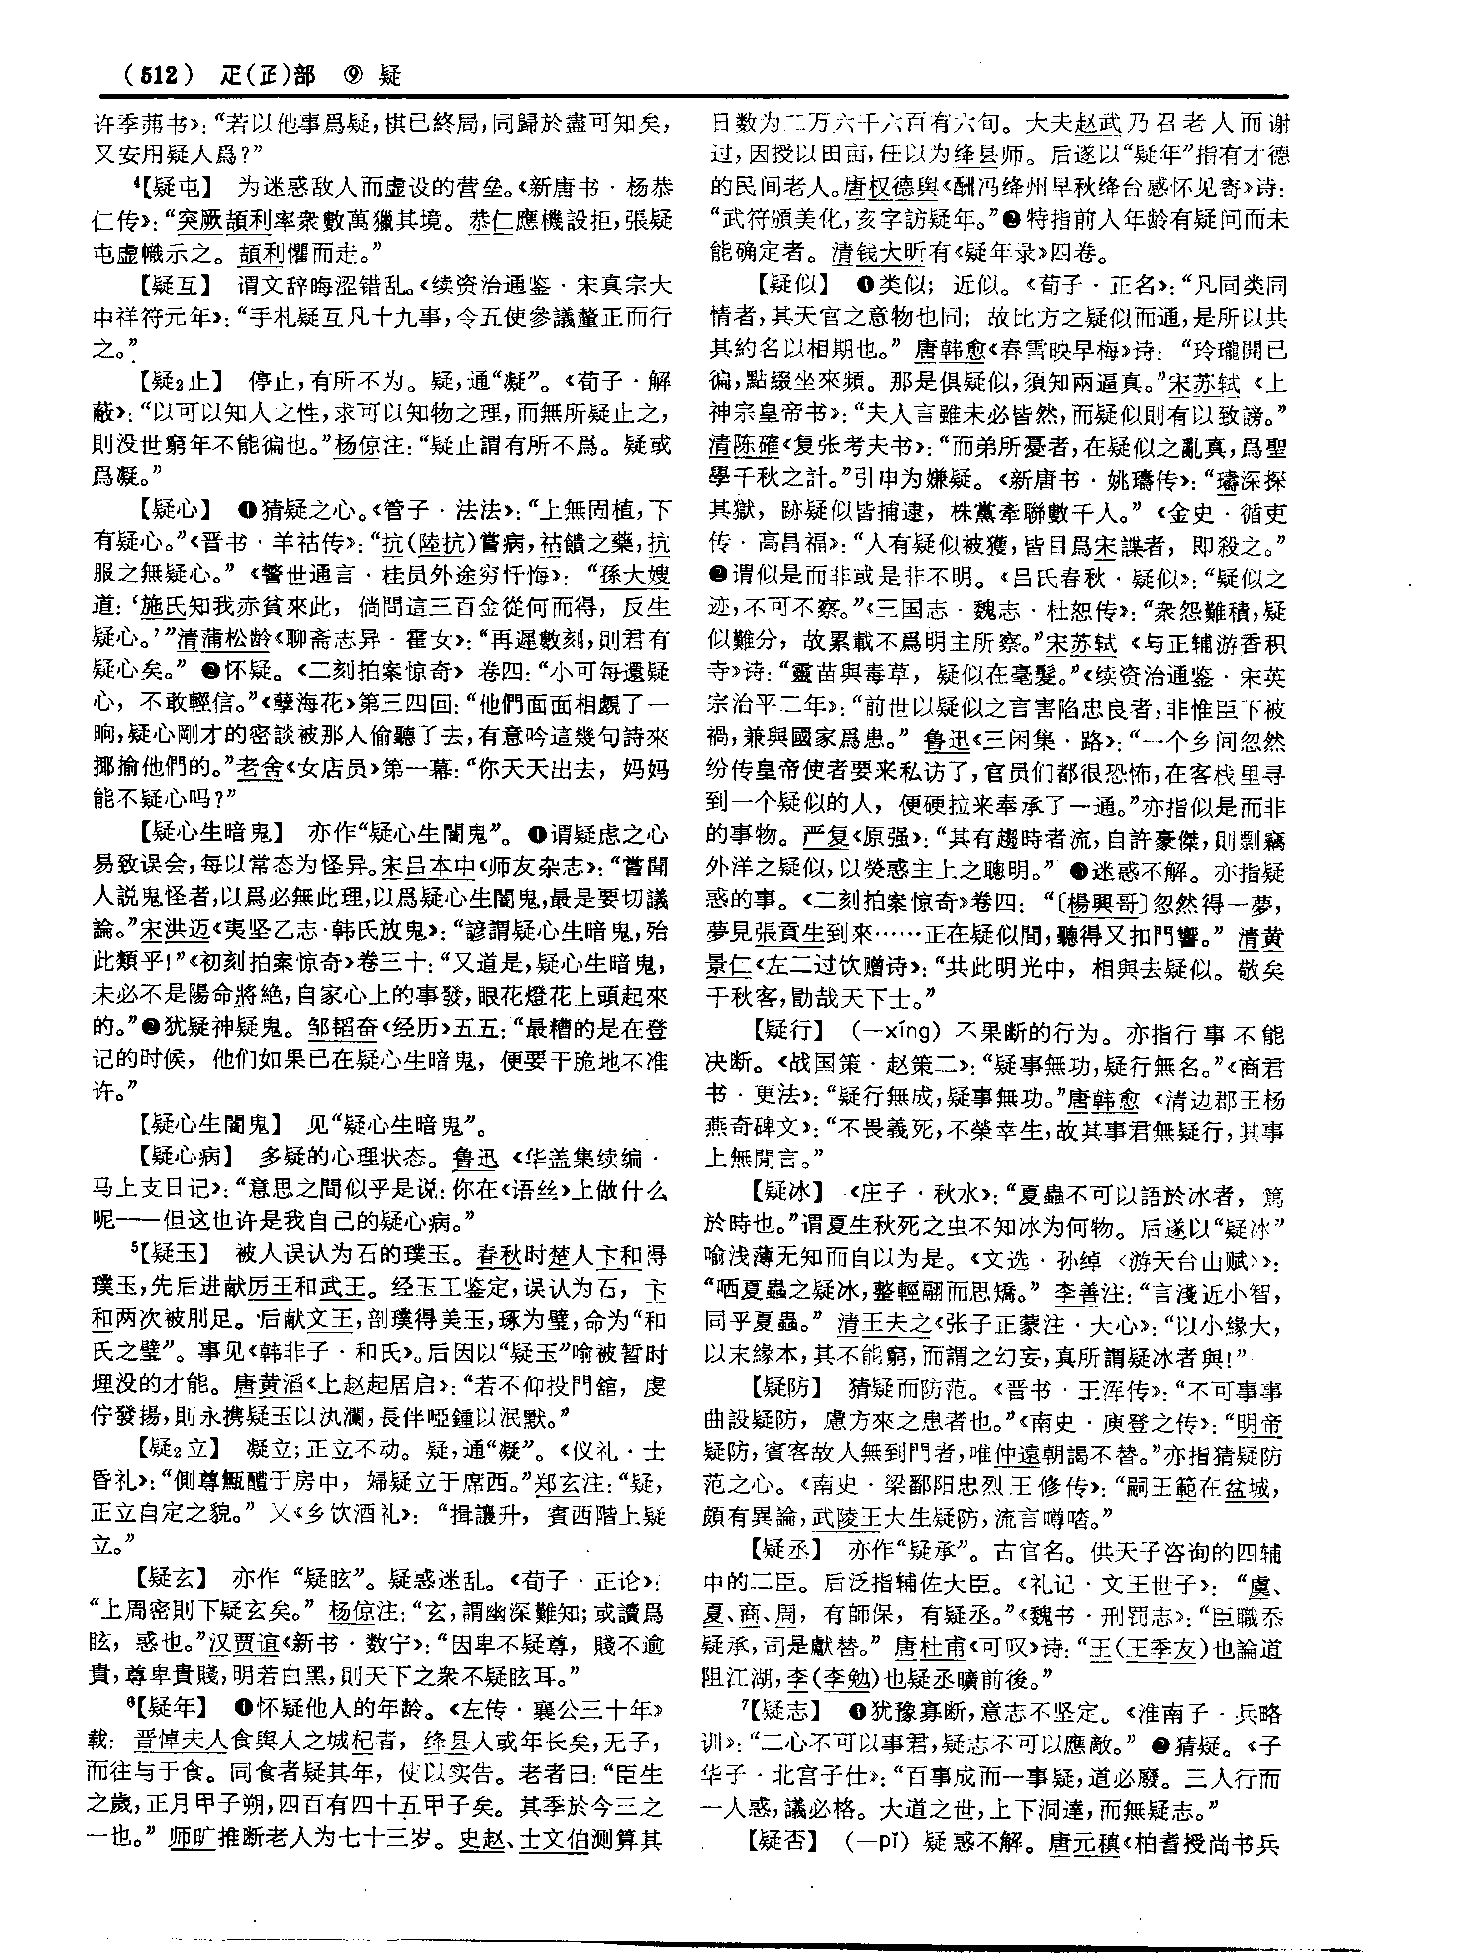 (512) 疋(𤴔)部 ⑨ 疑
许季茀书》：“若以他事爲疑，棋已終局，同歸於盡可知矣，
又安用疑人爲？”
⁴【疑屯】 为迷惑敌人而虚设的营垒。《新唐书·杨恭
仁传》：“突厥頡利率衆數萬獵其境。恭仁應機設拒，張疑
屯虚幟示之。頡利懼而走。”
【疑互】 谓文辞晦涩错乱。《续资治通鉴·宋真宗大
中祥符元年》：“手札疑互凡十九事，令五使參議釐正而行
之。”
【疑₂止】 停止，有所不为。疑，通“凝”。《荀子·解
蔽》：“以可以知人之性，求可以知物之理，而無所疑止之，
則没世窮年不能徧也。”杨倞注：“疑止謂有所不爲。疑或
爲凝。”
【疑心】 ❶猜疑之心。《管子·法法》：“上無固植，下
有疑心。”《晋书·羊祜传》：“抗(陸抗)嘗病，祜饋之藥，抗
服之無疑心。”《警世通言·桂员外途穷忏悔》：“孫大嫂
道：‘施氏知我赤貧來此，倘問這三百金從何而得，反生
疑心。’”清蒲松龄《聊斋志异·霍女》：“再遲數刻，則君有
疑心矣。”❷怀疑。《二刻拍案惊奇》卷四：“小可每還疑
心，不敢輕信。”《孽海花》第三四回：“他們面面相覷了一
晌，疑心剛才的密談被那人偷聽了去，有意吟這幾句詩來
揶揄他們的。”老舍《女店员》第一幕：“你天天出去，妈妈
能不疑心吗？”
【疑心生暗鬼】 亦作“疑心生闇鬼”。❶谓疑虑之心
易致误会，每以常态为怪异。宋吕本中《师友杂志》：“嘗聞
人説鬼怪者，以爲必無此理，以爲疑心生闇鬼，最是要切議
論。”宋洪迈《夷坚乙志·韩氏放鬼》：“諺謂疑心生暗鬼，殆
此類乎！”《初刻拍案惊奇》卷三十：“又道是，疑心生暗鬼，
未必不是陽命將絶，自家心上的事發，眼花燈花上頭起來
的。”❷犹疑神疑鬼。邹韬奋《经历》五五：“最糟的是在登
记的时候，他们如果已在疑心生暗鬼，便要干脆地不准
许。”
【疑心生闇鬼】 见“疑心生暗鬼”。
【疑心病】 多疑的心理状态。鲁迅《华盖集续编·
马上支日记》：“意思之間似乎是说：你在《语丝》上做什么
呢——但这也许是我自己的疑心病。”
⁵【疑玉】 被人误认为石的璞玉。春秋时楚人卞和得
璞玉，先后进献厉王和武王。经玉工鉴定，误认为石，卞
和两次被刖足。后献文王，剖璞得美玉，琢为璧，命为“和
氏之璧”。事见《韩非子·和氏》。后因以“疑玉”喻被暂时
埋没的才能。唐黄滔《上赵起居启》：“若不仰投門舘，虔
佇發揚，則永携疑玉以汍瀾，長伴啞鍾以泯默。”
【疑₂立】 凝立；正立不动。疑，通“凝”。《仪礼·士
昏礼》：“側尊甒醴于房中，婦疑立于席西。”郑玄注：“疑，
正立自定之貌。”又《乡饮酒礼》：“揖讓升，賓西階上疑
立。”
【疑玄】 亦作“疑眩”。疑惑迷乱。《荀子·正论》：
“上周密則下疑玄矣。”杨倞注：“玄，謂幽深難知；或讀爲
眩，惑也。”汉贾谊《新书·数宁》：“因卑不疑尊，賤不逾
貴，尊卑貴賤，明若白黑，則天下之衆不疑眩耳。”
⁶【疑年】 ❶怀疑他人的年龄。《左传·襄公三十年》
载：晋悼夫人食舆人之城杞者，绛县人或年长矣，无子，
而往与于食。同食者疑其年，使以实告。老者曰：“臣生
之歲，正月甲子朔，四百有四十五甲子矣。其季於今三之
一也。”师旷推断老人为七十三岁。史赵、士文伯测算其
日数为二万六千六百有六旬。大夫赵武乃召老人而谢
过，因授以田亩，任以为绛县师。后遂以“疑年”指有才德
的民间老人。唐权德舆《酬冯绛州早秋绛台感怀见寄》诗：
“武符頒美化，亥字訪疑年。”❷特指前人年龄有疑问而未
能确定者。清钱大昕有《疑年录》四卷。
【疑似】 ❶类似；近似。《荀子·正名》：“凡同类同
情者，其天官之意物也同；故比方之疑似而通，是所以共
其約名以相期也。”唐韩愈《春雪映早梅》诗：“玲瓏開已
徧，點綴坐來頻。那是俱疑似，須知兩逼真。”宋苏轼《上
神宗皇帝书》：“夫人言雖未必皆然，而疑似則有以致謗。”
清陈確《复张考夫书》：“而弟所憂者，在疑似之亂真，爲聖
學千秋之計。”引申为嫌疑。《新唐书·姚璹传》：“璹深探
其獄，跡疑似皆捕逮，株黨牽聯數千人。”《金史·循吏
传·高昌福》：“人有疑似被獲，皆目爲宋諜者，即殺之。”
❷谓似是而非或是非不明。《吕氏春秋·疑似》：“疑似之
迹，不可不察。”《三国志·魏志·杜恕传》：“衆怨難積，疑
似難分，故累載不爲明主所察。”宋苏轼《与正辅游香积
寺》诗：“靈苗與毒草，疑似在毫髮。”《续资治通鉴·宋英
宗治平二年》：“前世以疑似之言害陷忠良者，非惟臣下被
禍，兼與國家爲患。”鲁迅《三闲集·路》：“一个乡间忽然
纷传皇帝使者要来私访了，官员们都很恐怖，在客栈里寻
到一个疑似的人，便硬拉来奉承了一通。”亦指似是而非
的事物。严复《原强》：“其有趨時者流，自許豪傑，則剽竊
外洋之疑似，以熒惑主上之聰明。”❸迷惑不解。亦指疑
惑的事。《二刻拍案惊奇》卷四：“〔楊興哥〕忽然得一夢，
夢見張貢生到來……正在疑似間，聽得又扣門響。”清黄
景仁《左二过饮赠诗》：“共此明光中，相與去疑似。敬矣
千秋客，勖哉天下士。”
【疑行】 (—xíng) 不果断的行为。亦指行事不能
决断。《战国策·赵策二》：“疑事無功，疑行無名。”《商君
书·更法》：“疑行無成，疑事無功。”唐韩愈《清边郡王杨
燕奇碑文》：“不畏義死，不榮幸生，故其事君無疑行，其事
上無閒言。”
【疑冰】 《庄子·秋水》：“夏蟲不可以語於冰者，篤
於時也。”谓夏生秋死之虫不知冰为何物。后遂以“疑冰”
喻浅薄无知而自以为是。《文选·孙绰〈游天台山赋〉》：
“哂夏蟲之疑冰，整輕翮而思矯。”李善注：“言淺近小智，
同乎夏蟲。”清王夫之《张子正蒙注·大心》：“以小緣大，
以末緣本，其不能窮，而謂之幻妄，真所謂疑冰者與！”
【疑防】 猜疑而防范。《晋书·王浑传》：“不可事事
曲設疑防，慮方來之患者也。”《南史·庾登之传》：“明帝
疑防，賓客故人無到門者，唯仲遠朝謁不替。”亦指猜疑防
范之心。《南史·梁鄱阳忠烈王修传》：“嗣王範在盆城，
頗有異論，武陵王大生疑防，流言噂㗳。”
【疑丞】 亦作“疑承”。古官名。供天子咨询的四辅
中的二臣。后泛指辅佐大臣。《礼记·文王世子》：“虞、
夏、商、周，有師保，有疑丞。”《魏书·刑罚志》：“臣職忝
疑承，司是獻替。”唐杜甫《可叹》诗：“王(王季友)也論道
阻江湖，李(李勉)也疑丞曠前後。”
⁷【疑志】 ❶犹豫寡断，意志不坚定。《淮南子·兵略
训》：“二心不可以事君，疑志不可以應敵。”❷猜疑。《子
华子·北宫子仕》：“百事成而一事疑，道必廢。三人行而
一人惑，議必格。大道之世，上下洞達，而無疑志。”
【疑否】 (—pǐ) 疑惑不解。唐元稹《柏耆授尚书兵